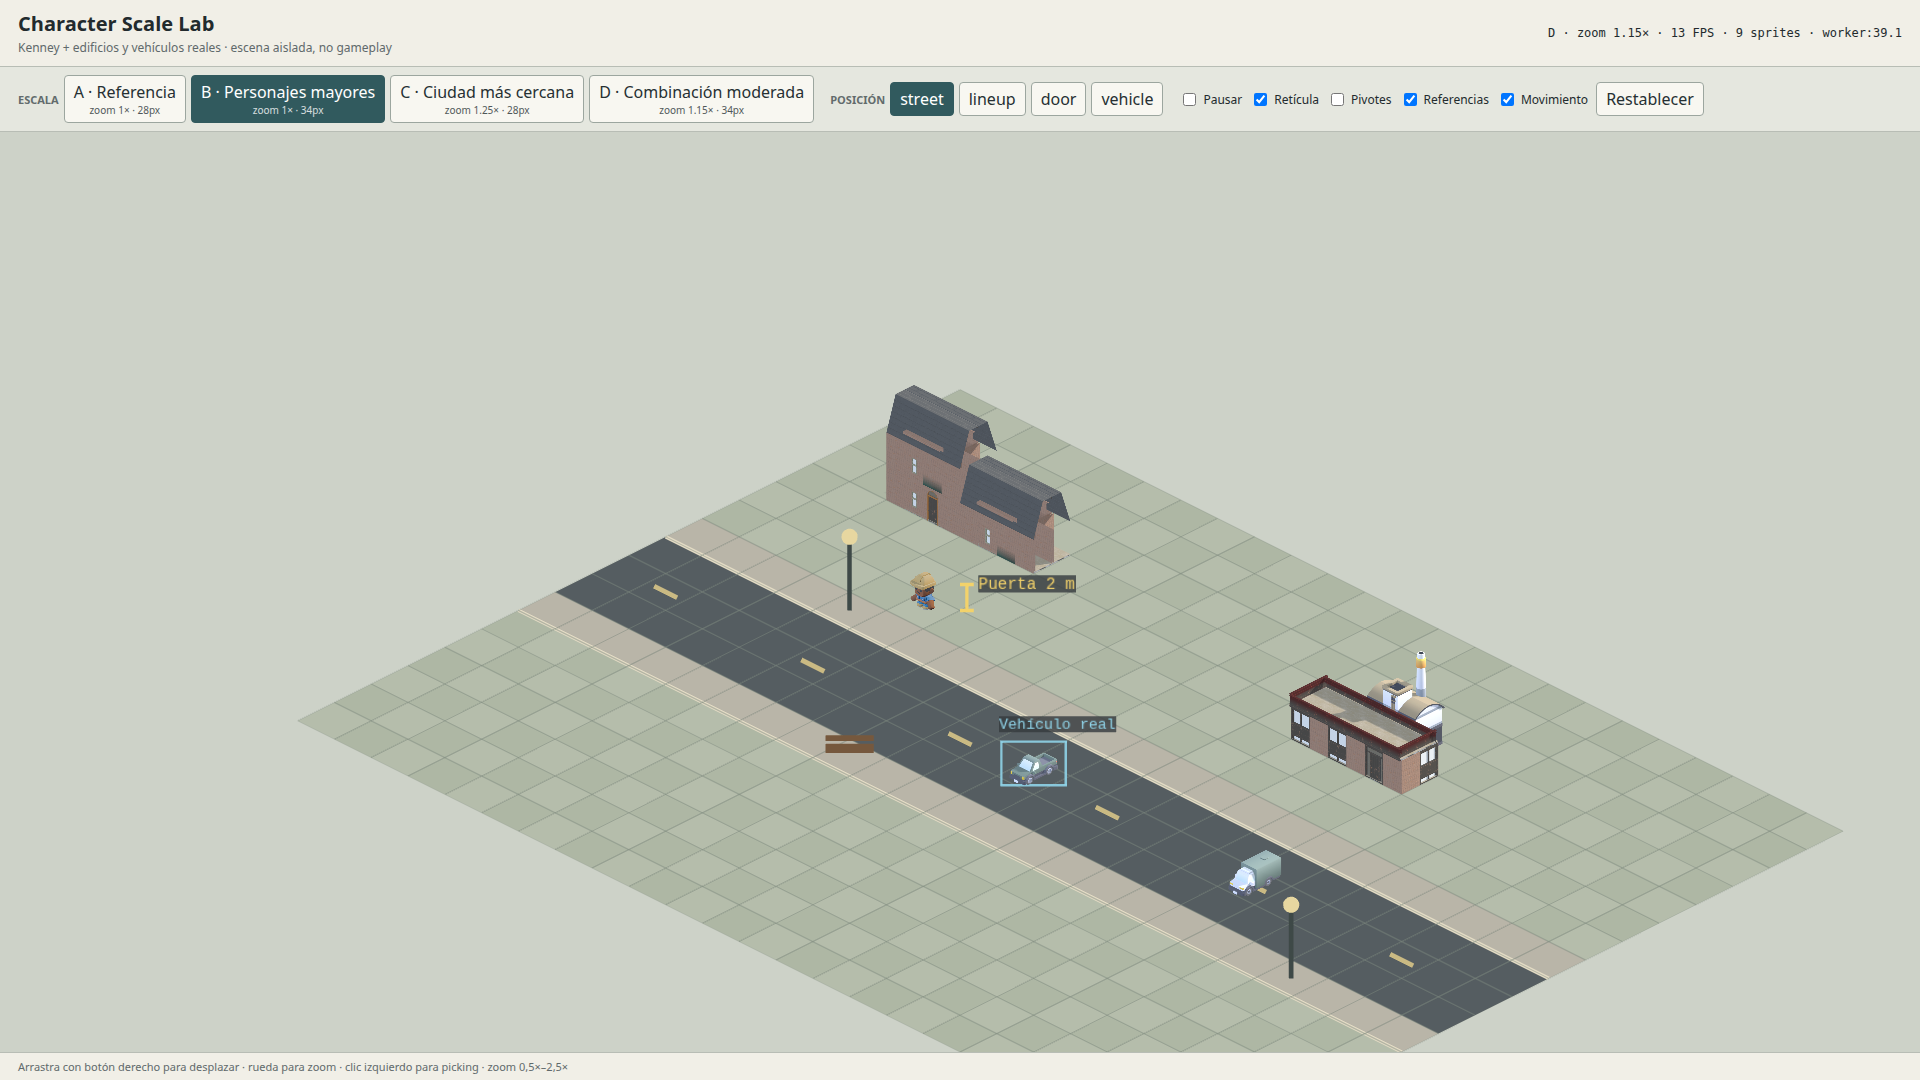 Character Scale Lab
Kenney + edificios y vehículos reales · escena aislada, no gameplay
D · zoom 1.15× · 13 FPS · 9 sprites · worker:39.1
ESCALA
A · Referencia
zoom 1× · 28px
B · Personajes mayores
zoom 1× · 34px
C · Ciudad más cercana
zoom 1.25× · 28px
D · Combinación moderada
zoom 1.15× · 34px
POSICIÓN
street
lineup
door
vehicle
Pausar
Retícula
Pivotes
Referencias
Movimiento
Restablecer
Puerta 2 m
Vehículo real
Arrastra con botón derecho para desplazar · rueda para zoom · clic izquierdo para picking · zoom 0,5×–2,5×